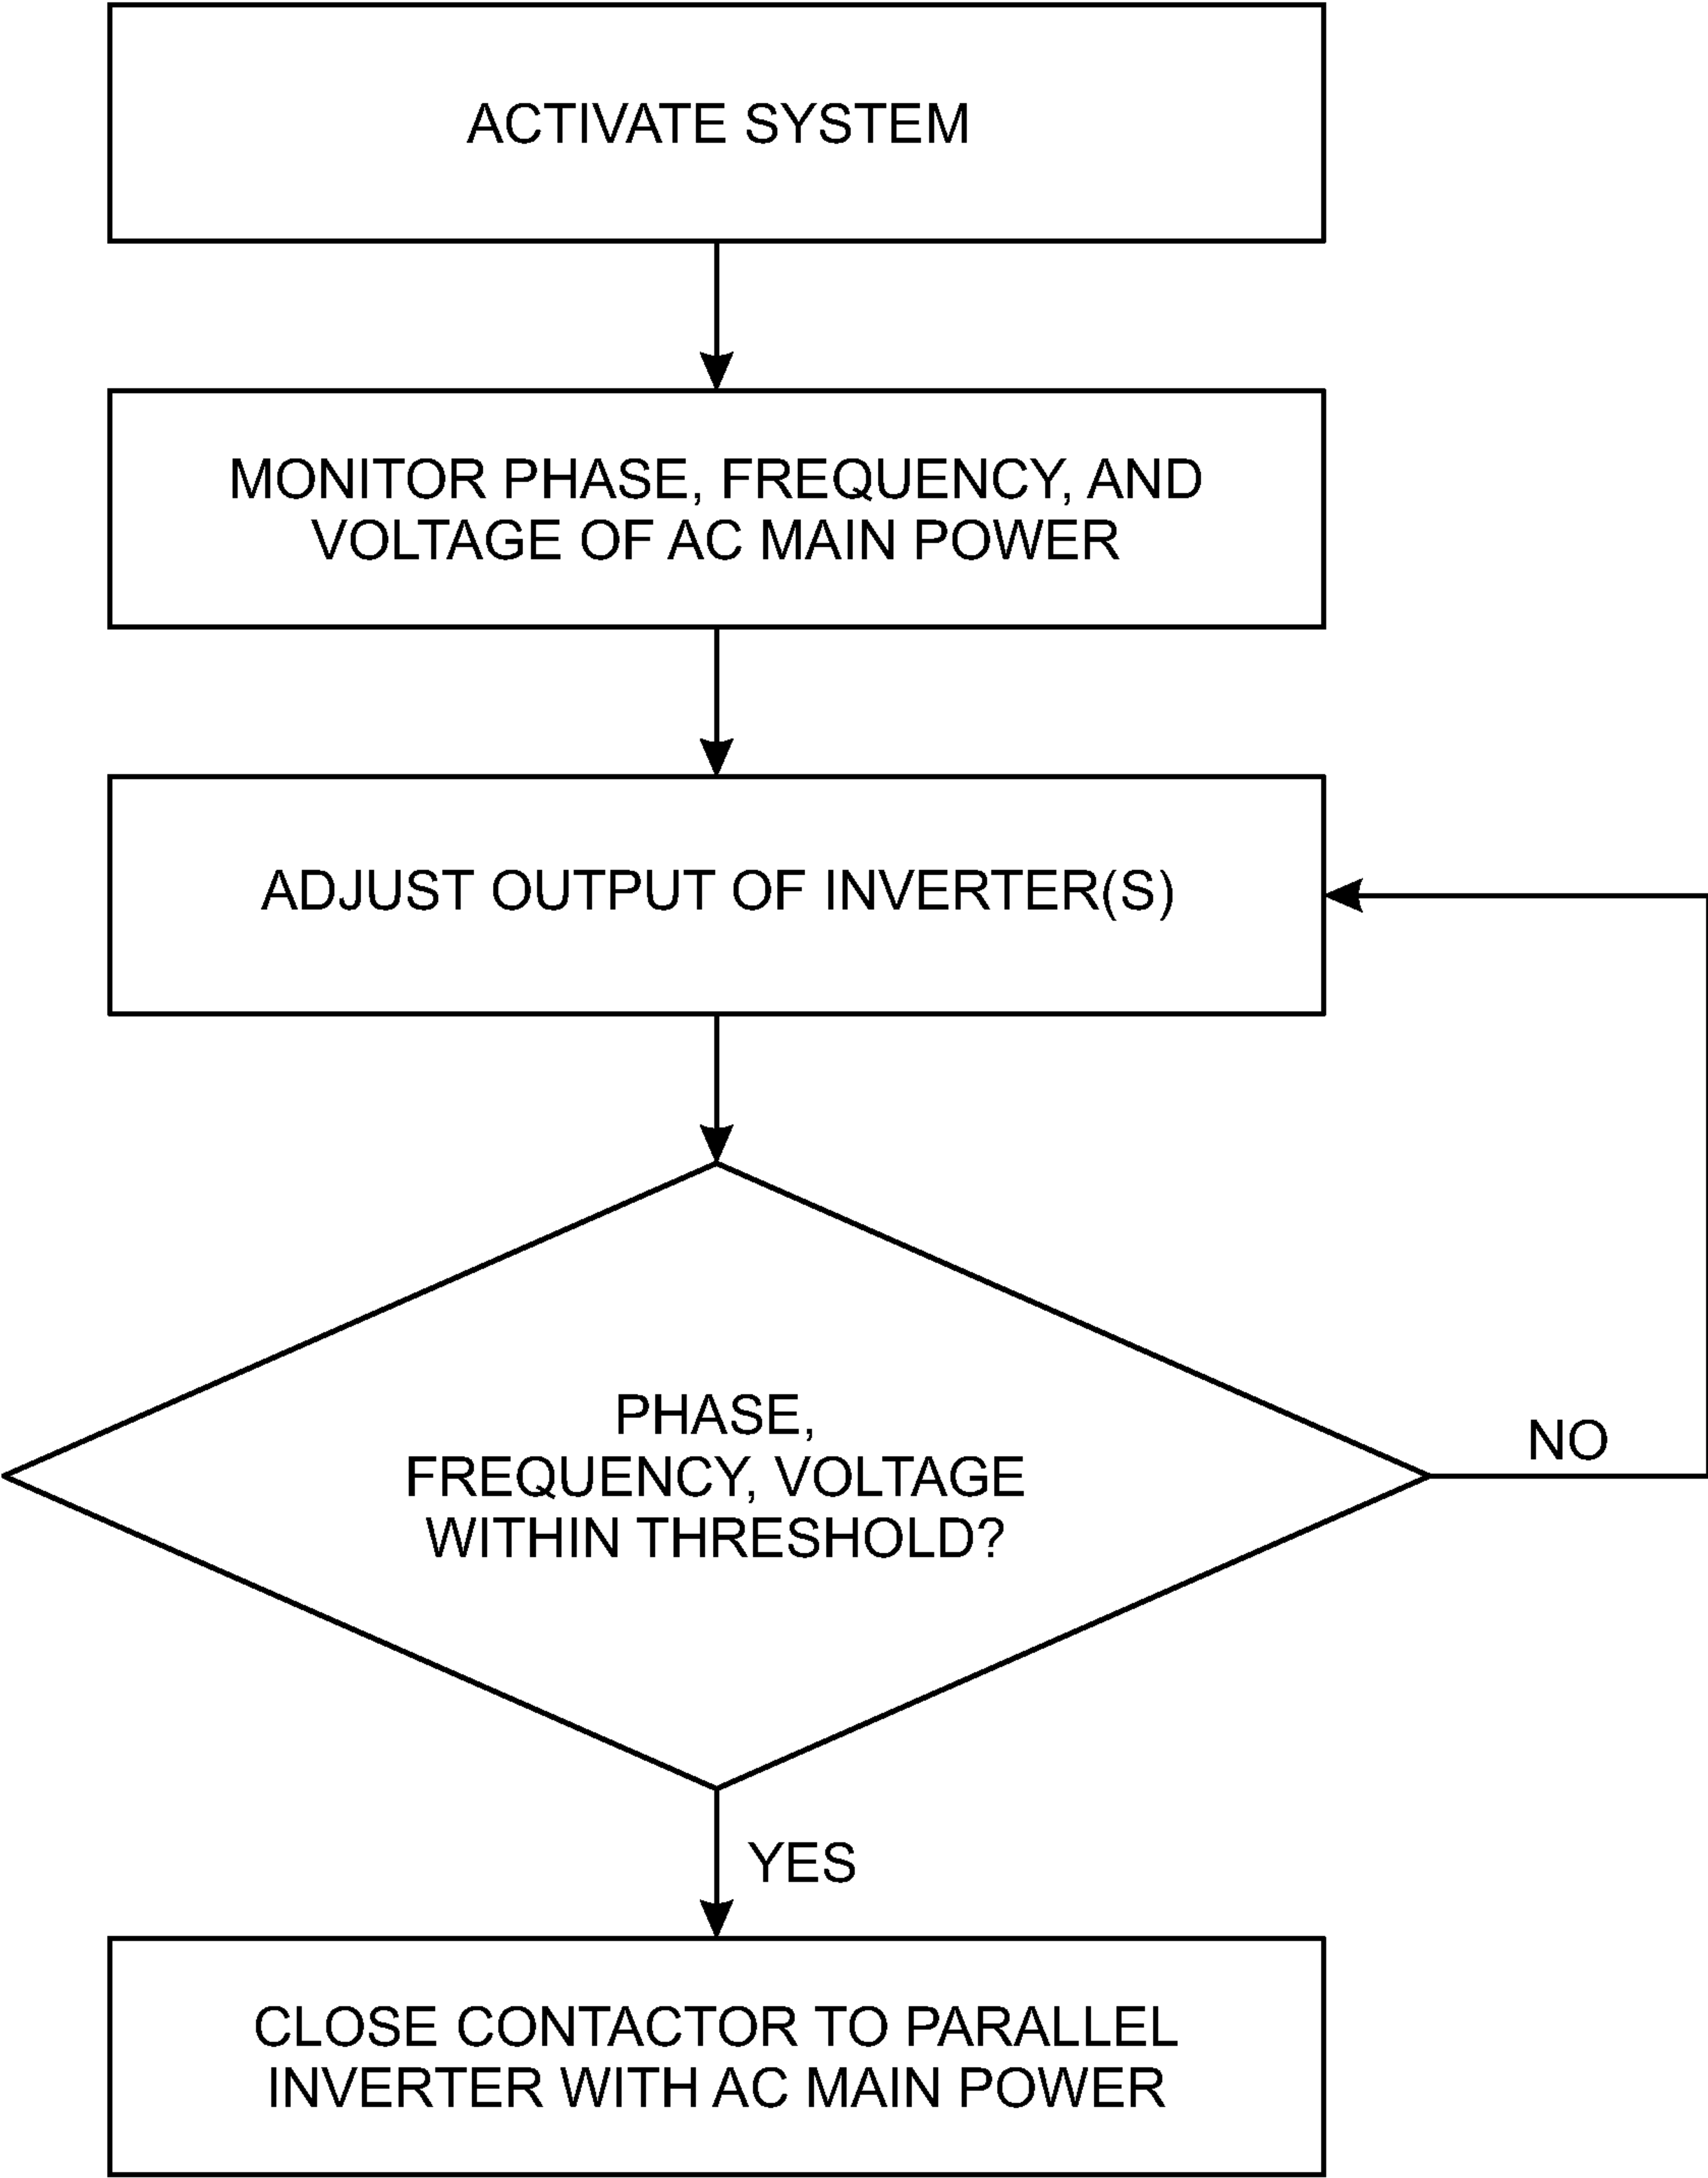 ACTIVATE SYSTEM
MONITOR PHASE, FREQUENCY, AND
VOLTAGE OF AC MAIN POWER
ADJUST OUTPUT OF INVERTER(S)
PHASE,
FREQUENCY, VOLTAGE
WITHIN THRESHOLD?
NO
YES
CLOSE CONTACTOR TO PARALLEL
INVERTER WITH AC MAIN POWER